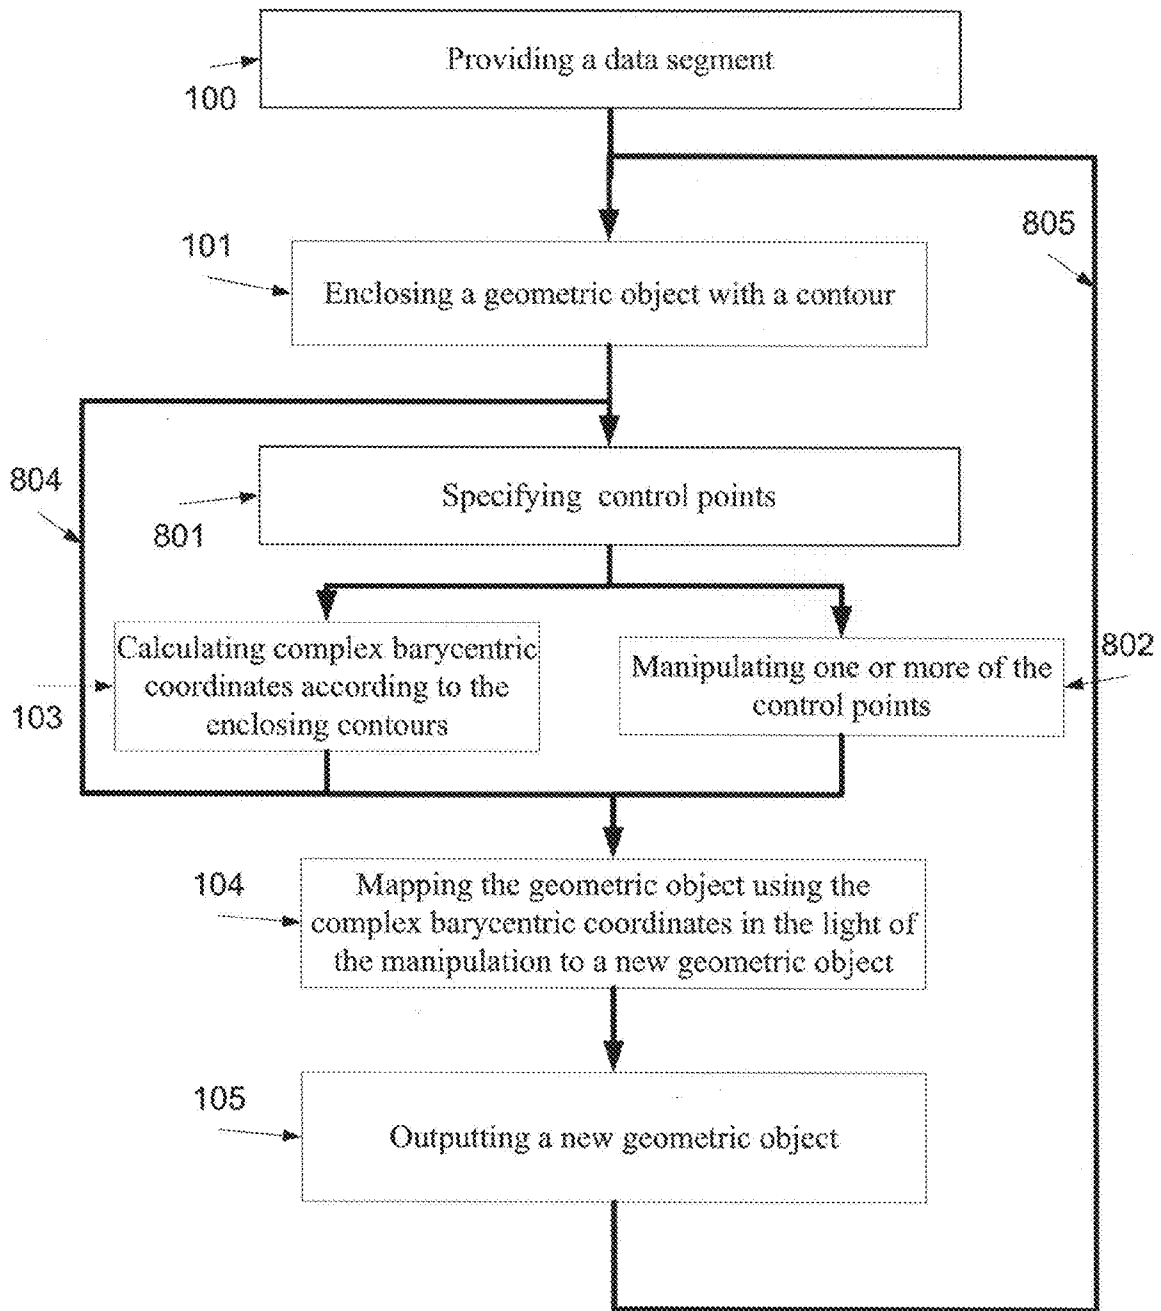 Providing a data segment
100
805
101
Enclosing a geometric object with a contour
804
Specifying control points
801
Calculating complex barycentric
coordinates according to the
enclosing contours
802
Manipulating one or more of the
control points
103
104
Mapping the geometric object using the
complex barycentric coordinates in the light of
the manipulation to a new geometric object
105
Outputting a new geometric object